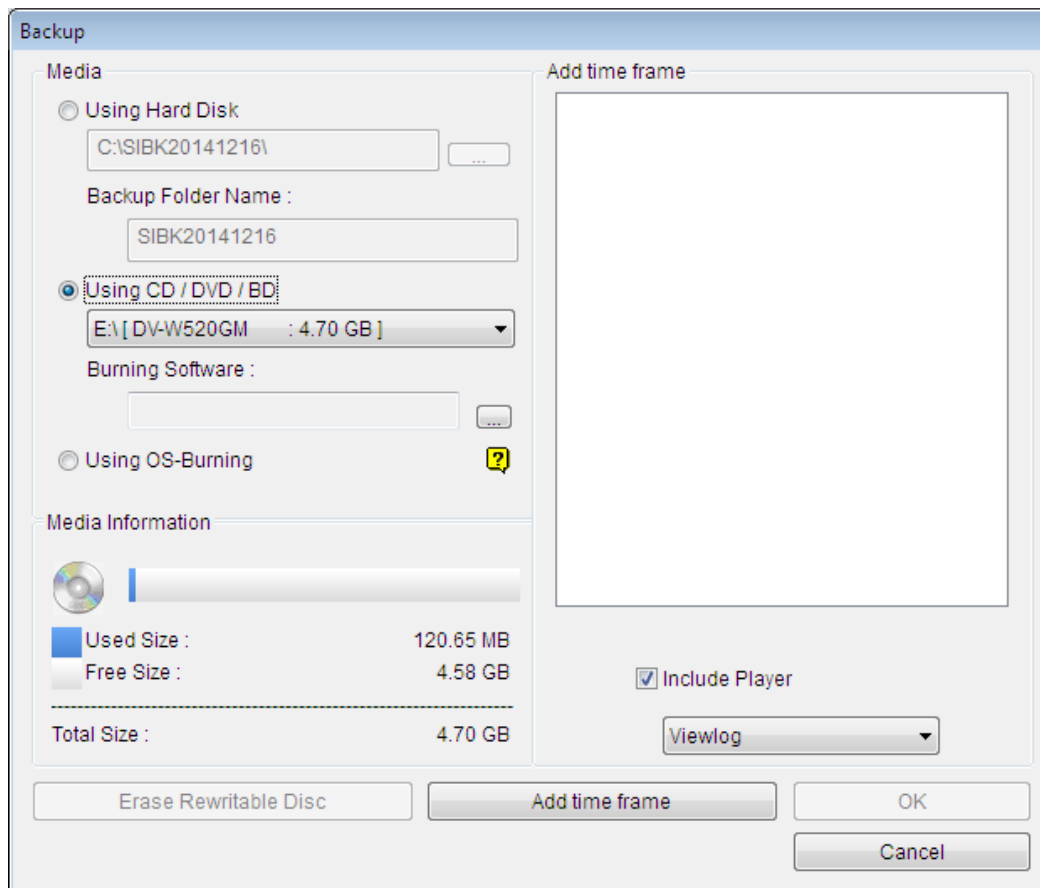 Backup
Media
Using Hard Disk
C:\SIBK20141216\
...
Backup Folder Name :
SIBK20141216
Using CD / DVD / BD
E:\ [ DV-W520GM : 4.70 GB ]
Burning Software :
...
Using OS-Burning
?
Media Information
Used Size : 120.65 MB
Free Size : 4.58 GB
Total Size : 4.70 GB
Add time frame
Include Player
Viewlog
Erase Rewritable Disc
Add time frame
OK
Cancel